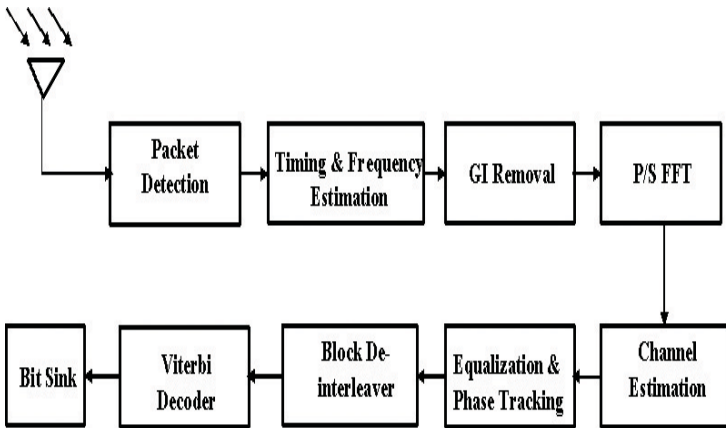 Packet
Detection
Timing & Frequency
Estimation
GI Removal
P/S FFT
Channel
Estimation
Equalization &
Phase Tracking
Block De-
interleaver
Viterbi
Decoder
Bit Sink